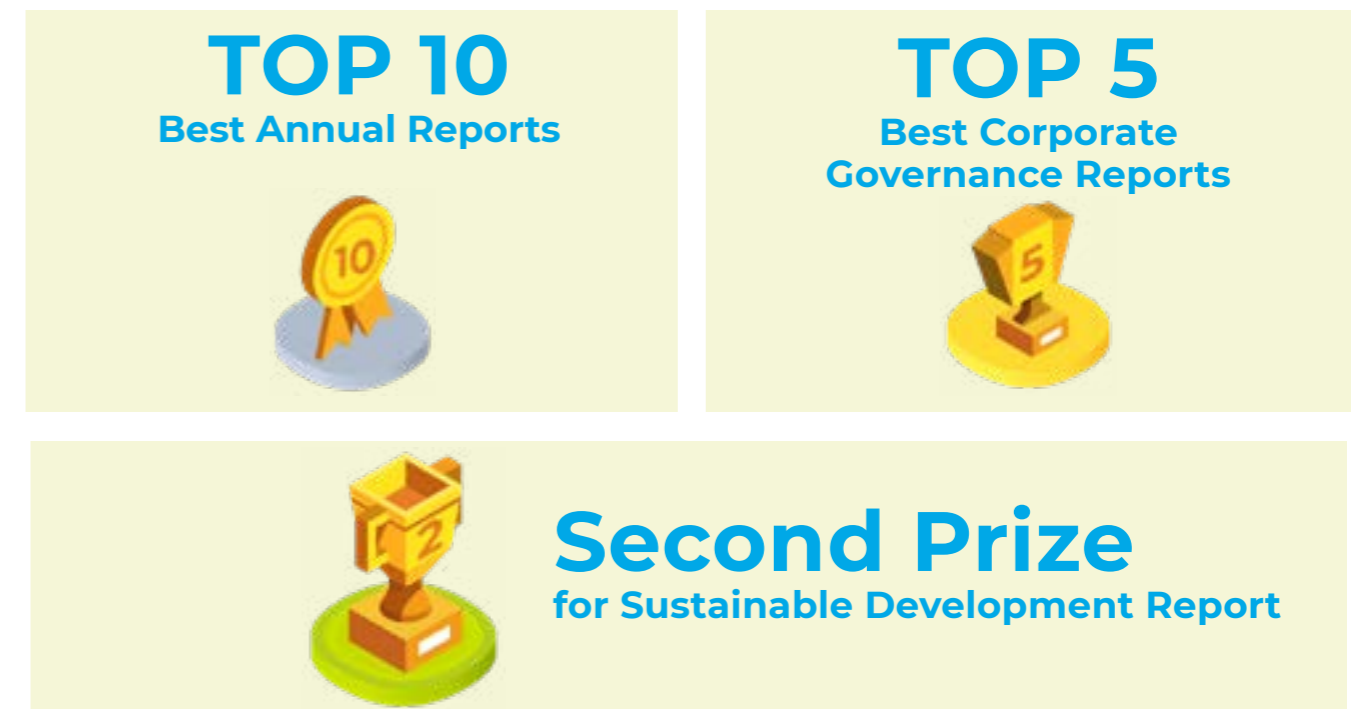 TOP 10
Best Annual Reports
10
TOP 5
Best Corporate
Governance Reports
5
2
Second Prize
for Sustainable Development Report